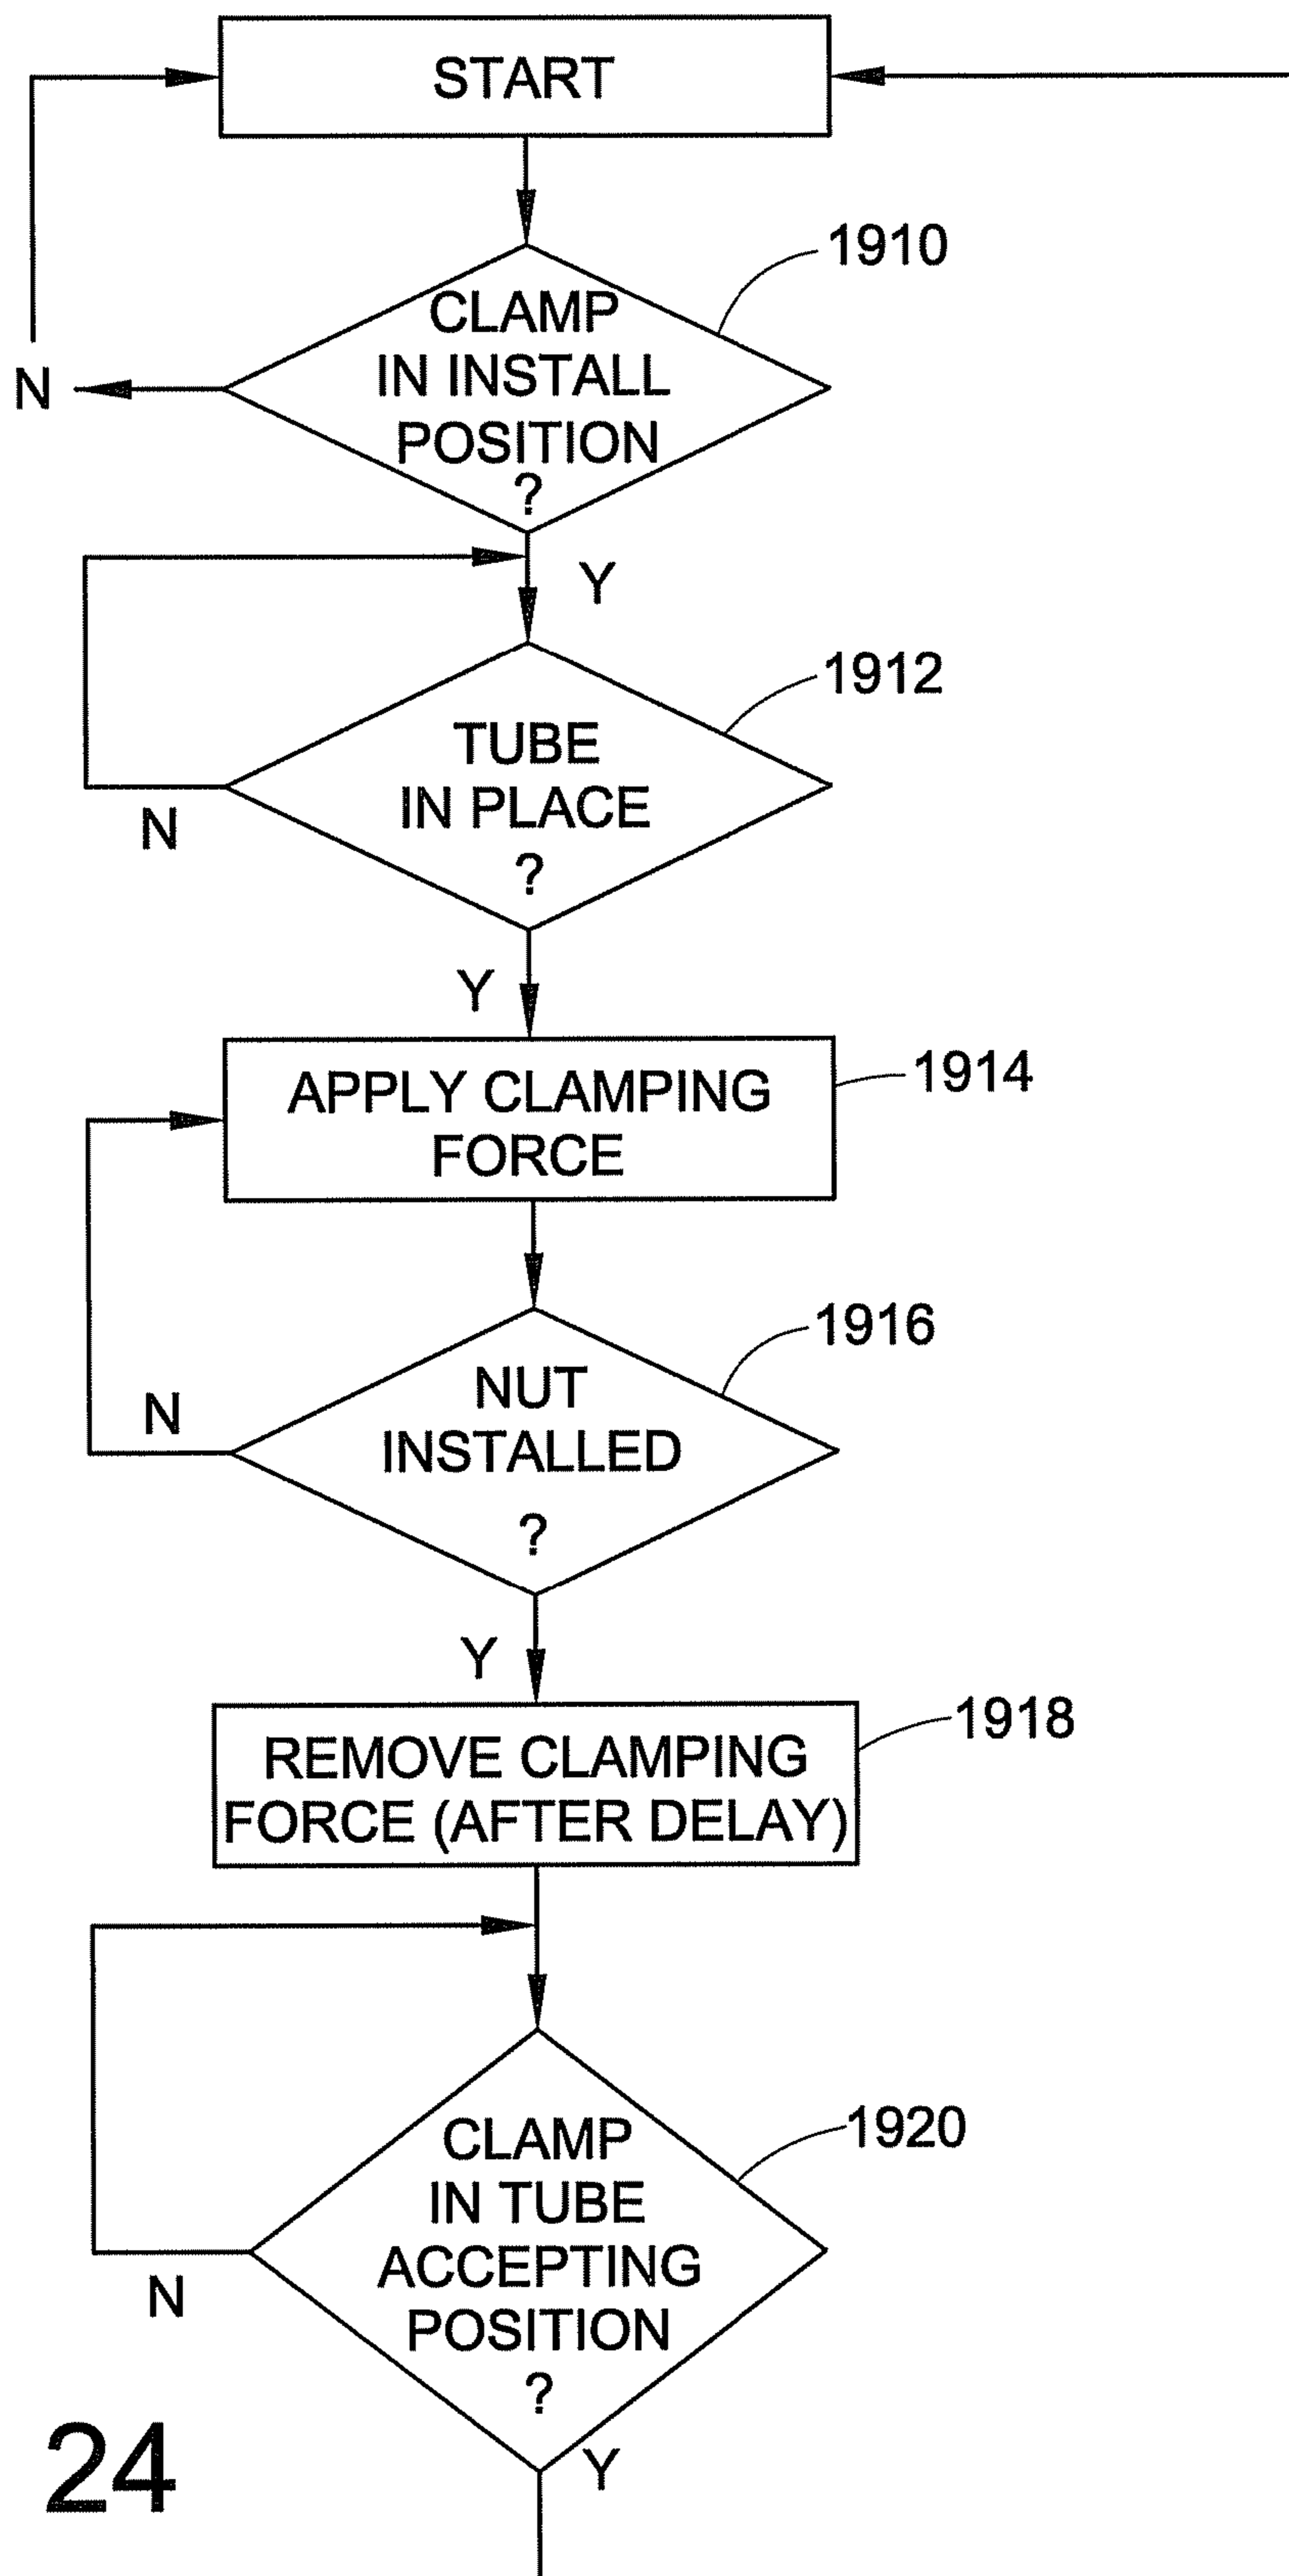 START
1910
CLAMP
IN INSTALL
POSITION
?
N
Y
1912
TUBE
IN PLACE
?
N
Y
1914
APPLY CLAMPING
FORCE
1916
NUT
INSTALLED
?
N
Y
1918
REMOVE CLAMPING
FORCE (AFTER DELAY)
1920
CLAMP
IN TUBE
ACCEPTING
POSITION
?
N
Y
24